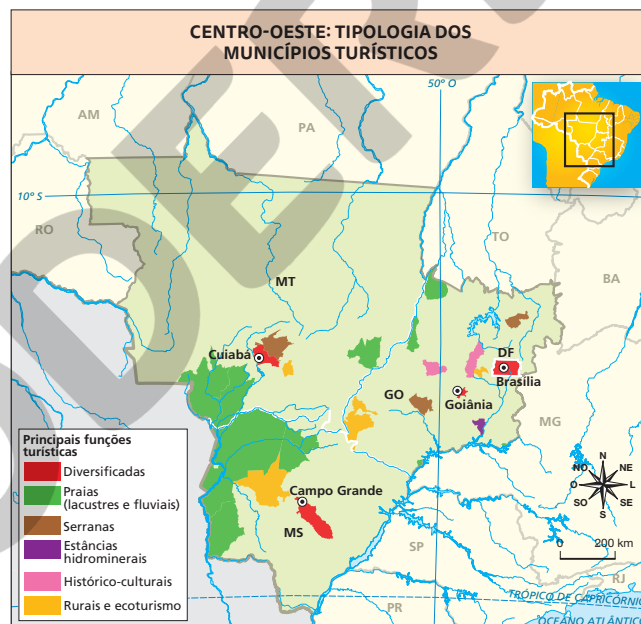 CENTRO-OESTE: TIPOLOGIA DOS
MUNICÍPIOS TURÍSTICOS
50° O
AM
PA
10° S
RO
TO
BA
MT
DF
Cuiabá
Brasília
GO
Goiânia
MG
Principais funções
turísticas
Diversificadas
Praias
(lacustres e fluviais)
Serranas
Estâncias
hidrominerais
Histórico-culturais
Rurais e ecoturismo
Campo Grande
MS
N
NO
NE
O
L
SO
SE
S
0
200 km
SP
PR
RJ
TRÓPICO DE CAPRICÓRNIO
OCEANO ATLÂNTICO